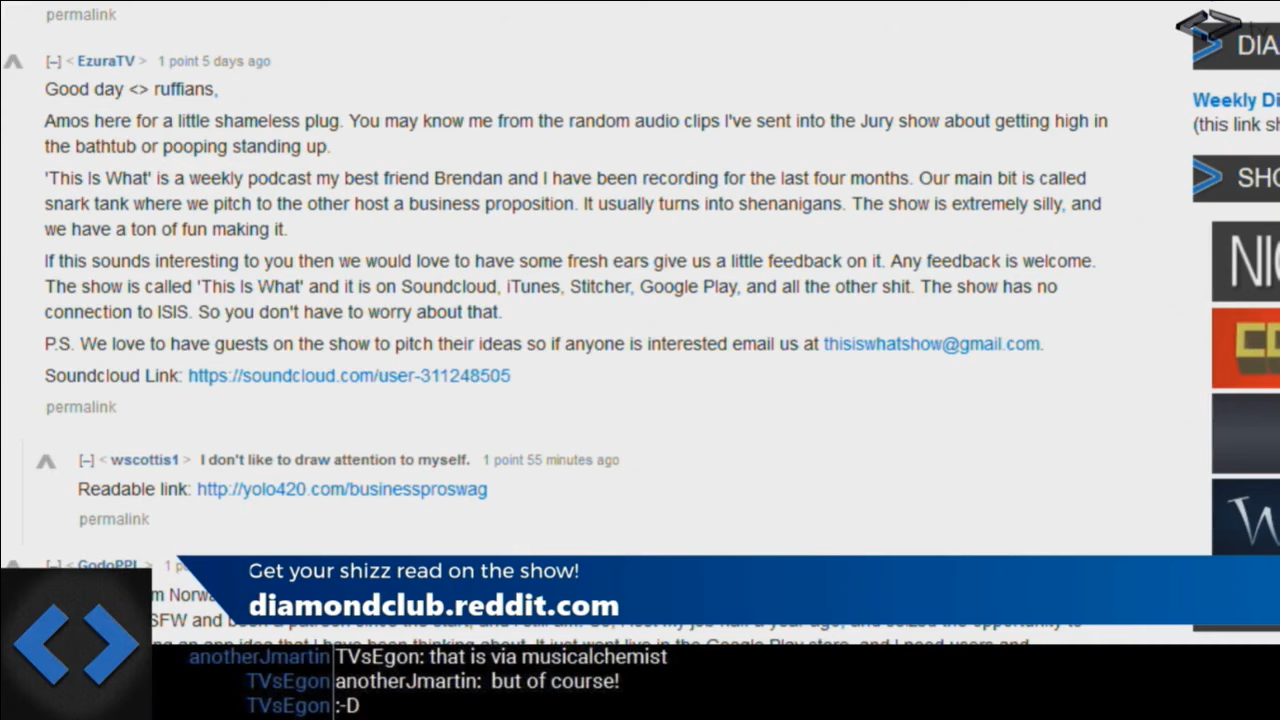 permalink
[–] < EzuraTV > 1 point 5 days ago
Good day <> ruffians,
Amos here for a little shameless plug. You may know me from the random audio clips I've sent into the Jury show about getting high in
the bathtub or pooping standing up.
'This Is What' is a weekly podcast my best friend Brendan and I have been recording for the last four months. Our main bit is called
snark tank where we pitch to the other host a business proposition. It usually turns into shenanigans. The show is extremely silly, and
we have a ton of fun making it.
If this sounds interesting to you then we would love to have some fresh ears give us a little feedback on it. Any feedback is welcome.
The show is called 'This Is What' and it is on Soundcloud, iTunes, Stitcher, Google Play, and all the other shit. The show has no
connection to ISIS. So you don't have to worry about that.
P.S. We love to have guests on the show to pitch their ideas so if anyone is interested email us at thisiswhatshow@gmail.com.
Soundcloud Link: https://soundcloud.com/user-311248505
permalink
[–] < wscottis1 > I don't like to draw attention to myself. 1 point 55 minutes ago
Readable link: http://yolo420.com/businessproswag
permalink
[–] < GodoPPL > 1
DIA
Weekly Di
(this link sh
SHO
NI
Get your shizz read on the show!
diamondclub.reddit.com
anotherJmartin TVsEgon: that is via musicalchemist
TVsEgon anotherJmartin: but of course!
TVsEgon :-D